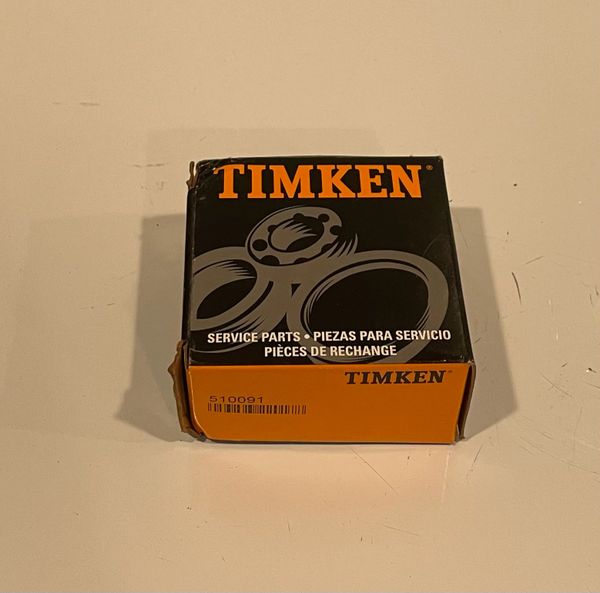 TIMKEN®
SERVICE PARTS • PIEZAS PARA SERVICIO
PIÈCES DE RECHANGE
TIMKEN®
510091